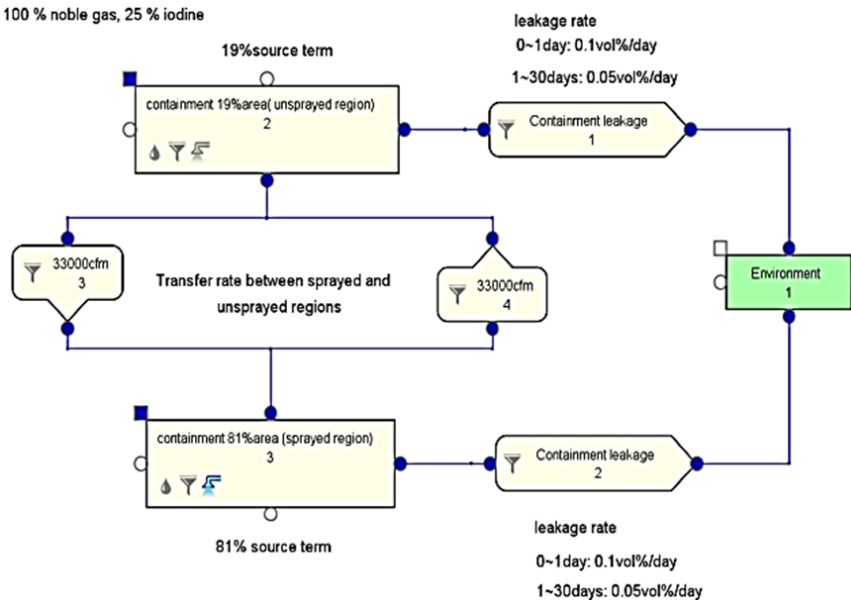 100 % noble gas, 25 % iodine
leakage rate
0~1day: 0.1vol%/day
1~30days: 0.05vol%/day
19%source term
containment 19%area( unsprayed region)
2
Containment leakage
1
33000cfm
3
Transfer rate between sprayed and
unsprayed regions
33000cfm
4
Environment
1
containment 81%area (sprayed region)
3
Containment leakage
2
81% source term
leakage rate
0~1day: 0.1vol%/day
1~30days: 0.05vol%/day